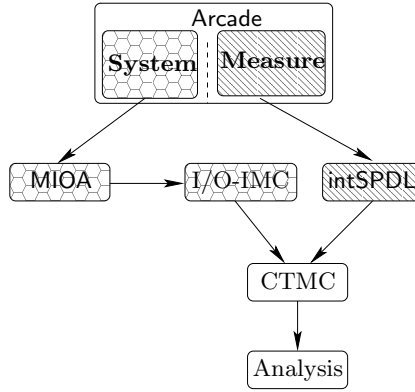 Arcade
System Measure
MIOA I/O-IMC intSPDL
CTMC
Analysis